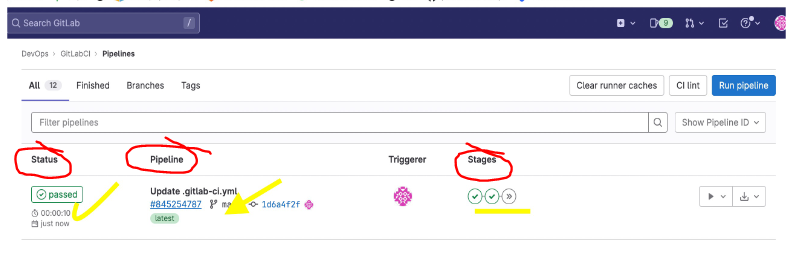 Search GitLab /
9
DevOps > GitLabCI > Pipelines
All 12 Finished Branches Tags Clear runner caches CI lint Run pipeline
Filter pipelines Show Pipeline ID
Status Pipeline Triggerer Stages
passed Update .gitlab-ci.yml
00:00:10 #845254787 1d6a4f2f
just now latest